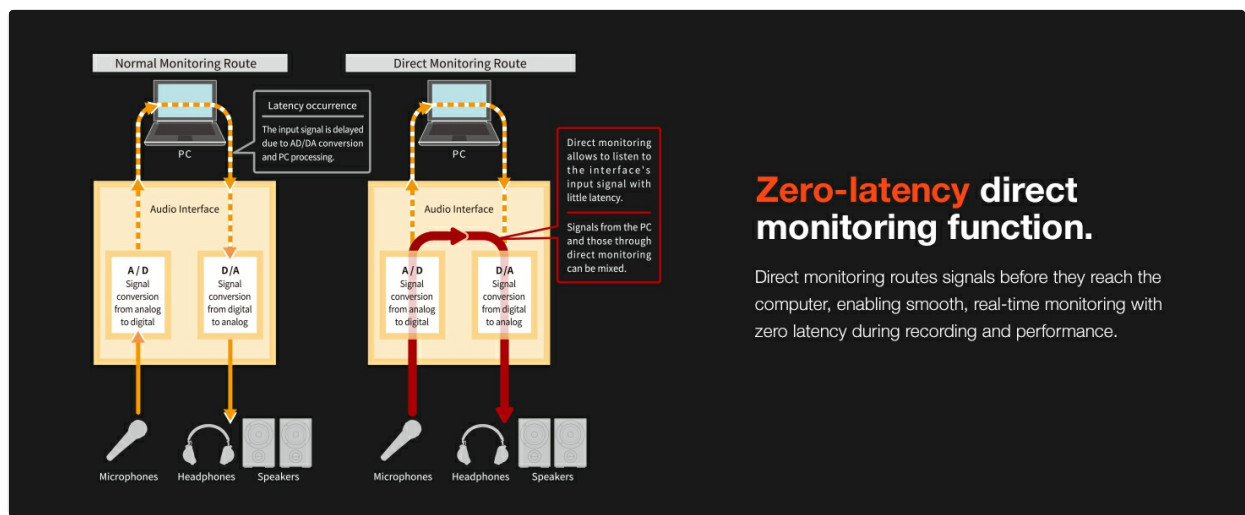 Normal Monitoring Route
Latency occurrence
The input signal is delayed
due to AD/DA conversion
and PC processing.
PC
Audio Interface
A / D
Signal
conversion
from analog
to digital
D/A
Signal
conversion
from digital
to analog
Microphones
Headphones
Speakers
Direct Monitoring Route
PC
Direct monitoring
allows to listen to
the interface's
input signal with
little latency.
Signals from the PC
and those through
direct monitoring
can be mixed.
Audio Interface
A / D
Signal
conversion
from analog
to digital
D/A
Signal
conversion
from digital
to analog
Microphones
Headphones
Speakers
Zero-latency direct
monitoring function.
Direct monitoring routes signals before they reach the
computer, enabling smooth, real-time monitoring with
zero latency during recording and performance.